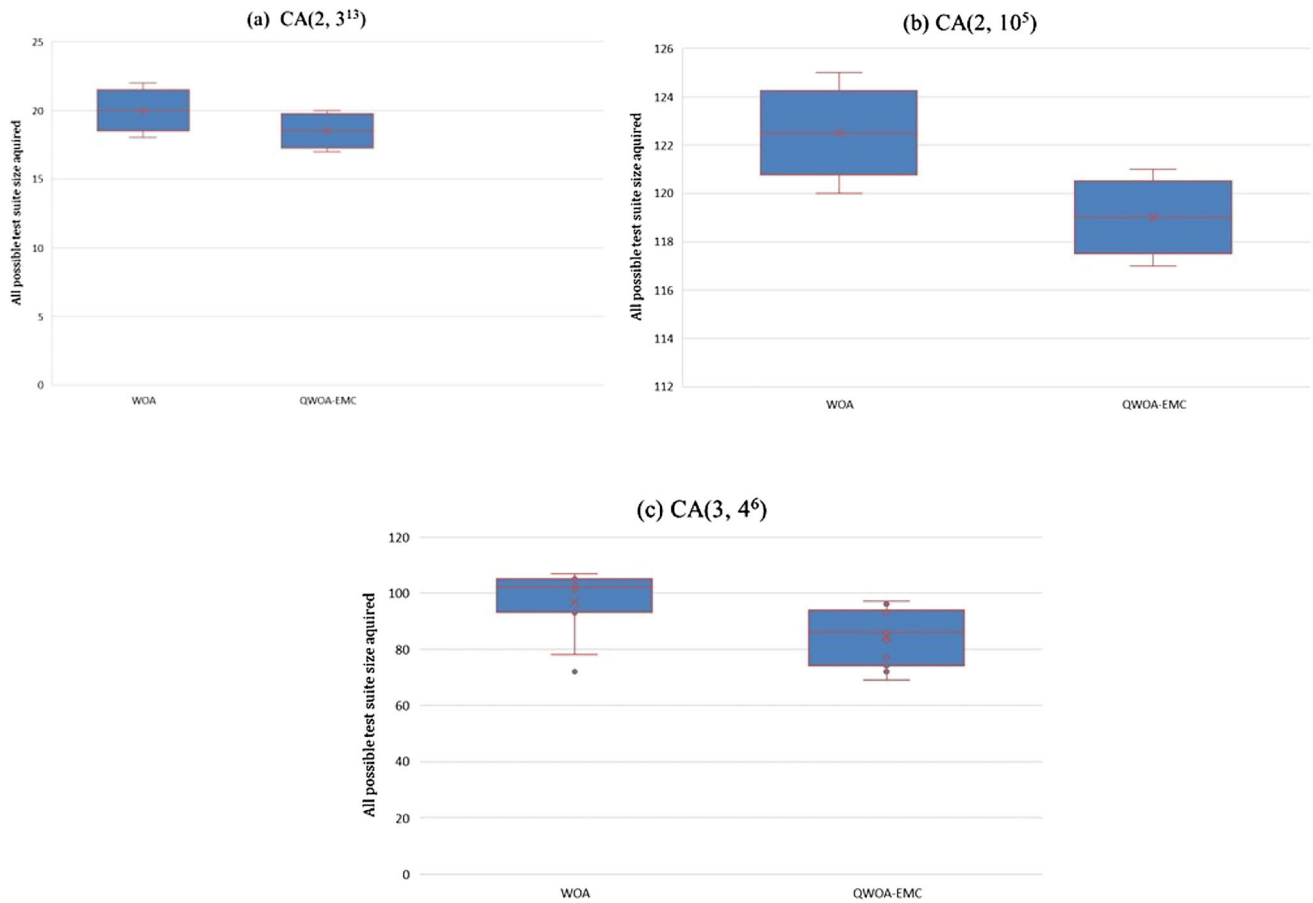 (a) CA(2, 3¹³)
All possible test suite size aquired
25
20
15
10
5
0
WOA
QWOA-EMC
(b) CA(2, 10⁵)
All possible test suite size aquired
126
124
122
120
118
116
114
112
WOA
QWOA-EMC
(c) CA(3, 4⁶)
All possible test suite size aquired
120
100
80
60
40
20
0
WOA
QWOA-EMC